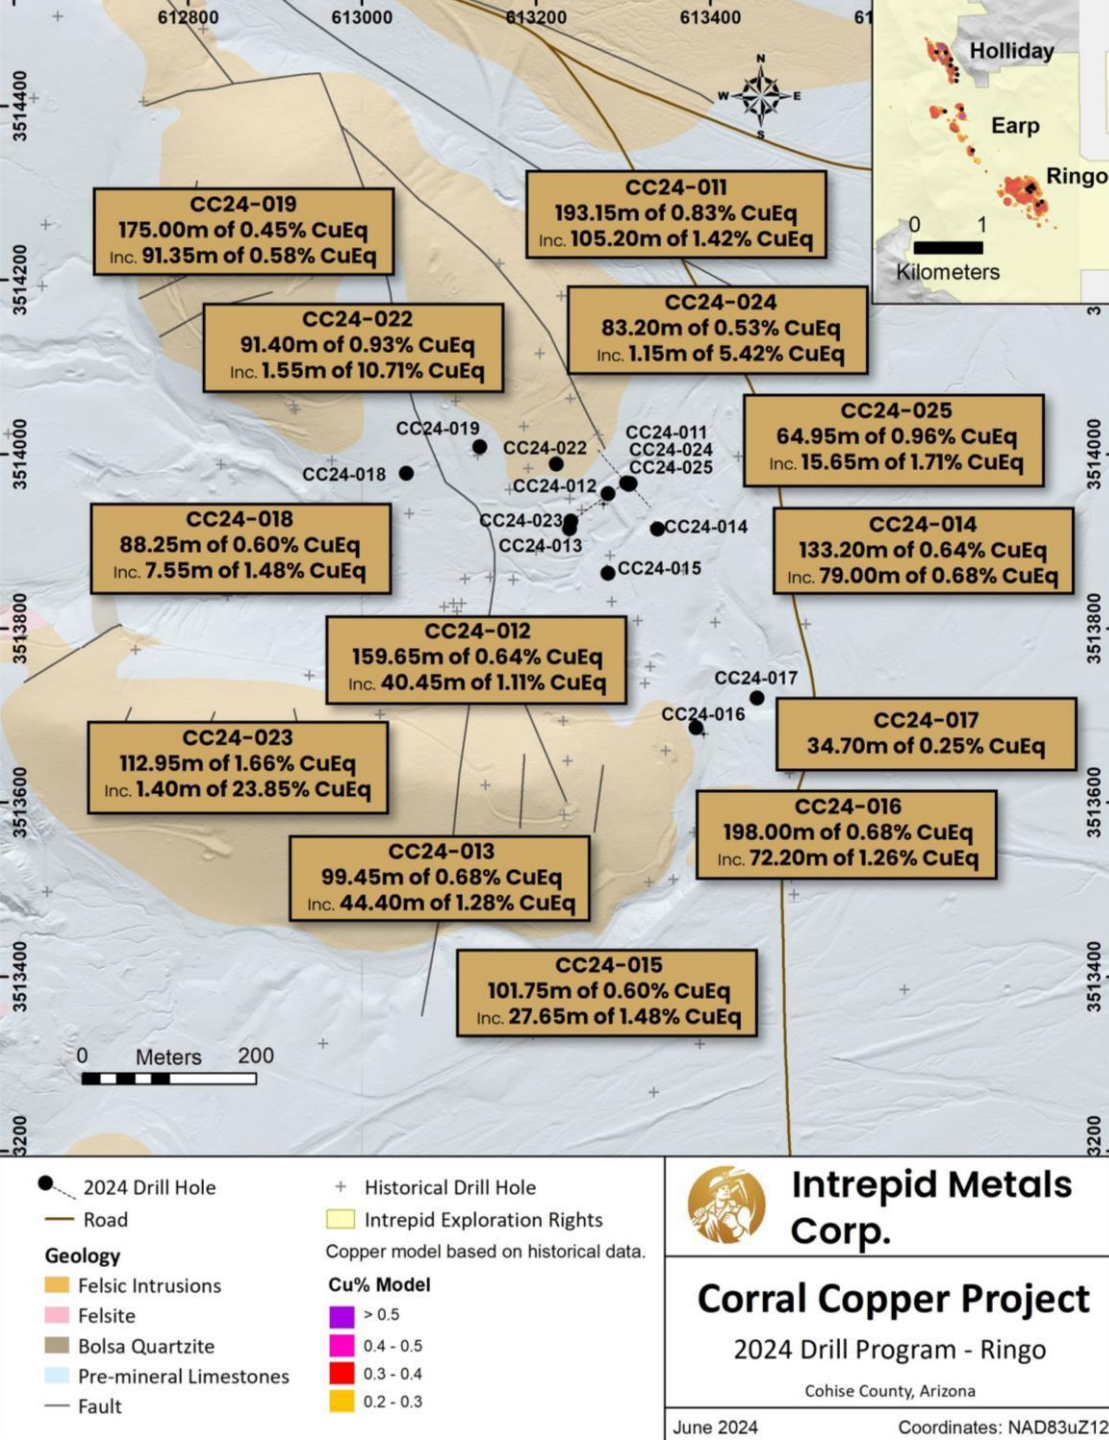 612800
613000
613200
613400
61
Holliday
Earp
Ringo
0 1
Kilometers
N
W E
S
3514400
3514200
3514000
3513800
3513600
3513400
3200
3
3514000
3513800
3513600
3513400
3200
CC24-019
175.00m of 0.45% CuEq
Inc. 91.35m of 0.58% CuEq
CC24-011
193.15m of 0.83% CuEq
Inc. 105.20m of 1.42% CuEq
CC24-022
91.40m of 0.93% CuEq
Inc. 1.55m of 10.71% CuEq
CC24-024
83.20m of 0.53% CuEq
Inc. 1.15m of 5.42% CuEq
CC24-025
64.95m of 0.96% CuEq
Inc. 15.65m of 1.71% CuEq
CC24-019
CC24-022
CC24-011
CC24-024
CC24-025
CC24-018
CC24-012
CC24-023
CC24-013
CC24-014
CC24-015
CC24-018
88.25m of 0.60% CuEq
Inc. 7.55m of 1.48% CuEq
CC24-014
133.20m of 0.64% CuEq
Inc. 79.00m of 0.68% CuEq
CC24-012
159.65m of 0.64% CuEq
Inc. 40.45m of 1.11% CuEq
CC24-017
CC24-016
CC24-023
112.95m of 1.66% CuEq
Inc. 1.40m of 23.85% CuEq
CC24-017
34.70m of 0.25% CuEq
CC24-016
198.00m of 0.68% CuEq
Inc. 72.20m of 1.26% CuEq
CC24-013
99.45m of 0.68% CuEq
Inc. 44.40m of 1.28% CuEq
CC24-015
101.75m of 0.60% CuEq
Inc. 27.65m of 1.48% CuEq
0 Meters 200
2024 Drill Hole
Road
Geology
Felsic Intrusions
Felsite
Bolsa Quartzite
Pre-mineral Limestones
Fault
Historical Drill Hole
Intrepid Exploration Rights
Copper model based on historical data.
Cu% Model
> 0.5
0.4 - 0.5
0.3 - 0.4
0.2 - 0.3
Intrepid Metals
Corp.
Corral Copper Project
2024 Drill Program - Ringo
Cohise County, Arizona
June 2024
Coordinates: NAD83uZ12